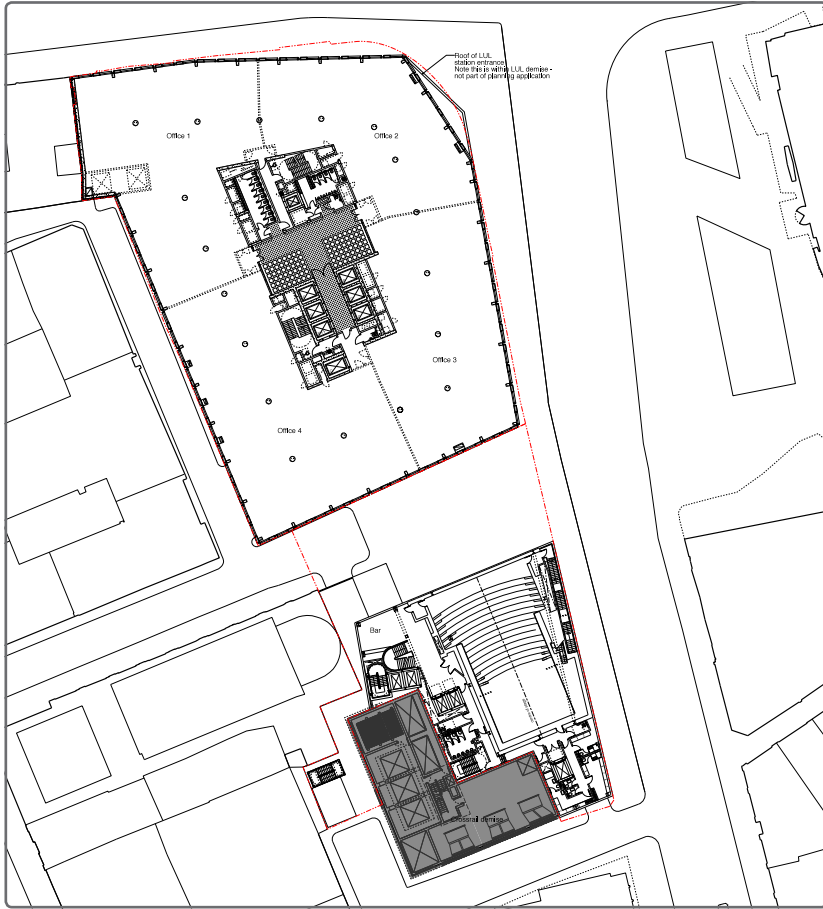 Roof of LUL
station entrance
Note this is within LUL demise -
not part of planning application
Office 1
Office 2
Office 3
Office 4
Bar
Crossrail demise